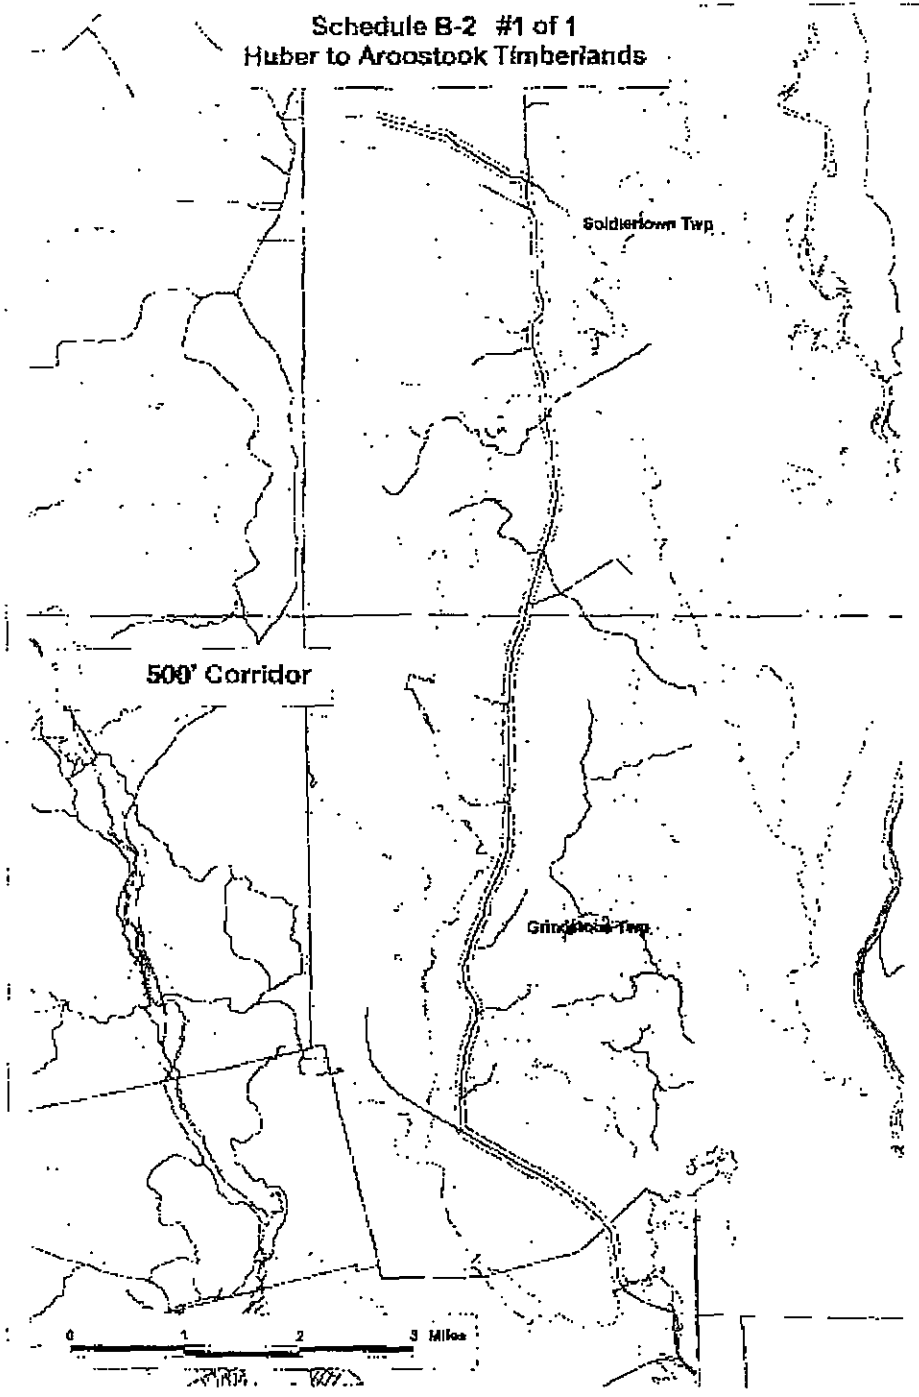 Schedule B-2 #1 of 1
Huber to Aroostook Timberlands
Soldiertown Twp
500' Corridor
Grindstone Twp
0 1 2 3 Miles